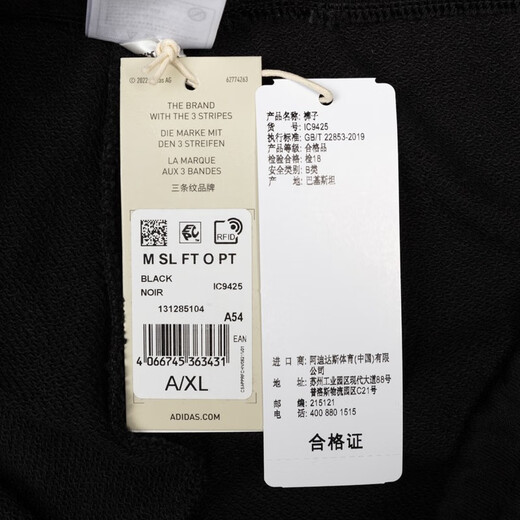 © 2022 adidas AG
62774263
THE BRAND
WITH THE 3 STRIPES
DIE MARKE MIT
DEN 3 STREIFEN
LA MARQUE
AUX 3 BANDES
三条纹品牌
RFID
M SL FT O PT
BLACK
IC9425
NOIR
131285104
A54
EAN
4 066745 363431
A/XL
ADIDAS.COM
产品名称: 裤子
货 号: IC9425
执行标准: GB/T 22853-2019
产品等级: 合格品
检验合格: 检18
安全类别: B类
产 地: 巴基斯坦
进 口 商: 阿迪达斯体育(中国)有限
公司
地 址: 苏州工业园区现代大道88号
普洛斯物流园区C21号
邮 编: 215121
电 话: 400 880 1515
合格证